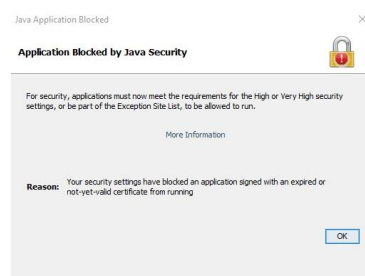 Java Application Blocked
Application Blocked by Java Security
For security, applications must now meet the requirements for the High or Very High security
settings, or be part of the Exception Site List, to be allowed to run.
More Information
Reason: Your security settings have blocked an application signed with an expired or
not-yet-valid certificate from running
OK